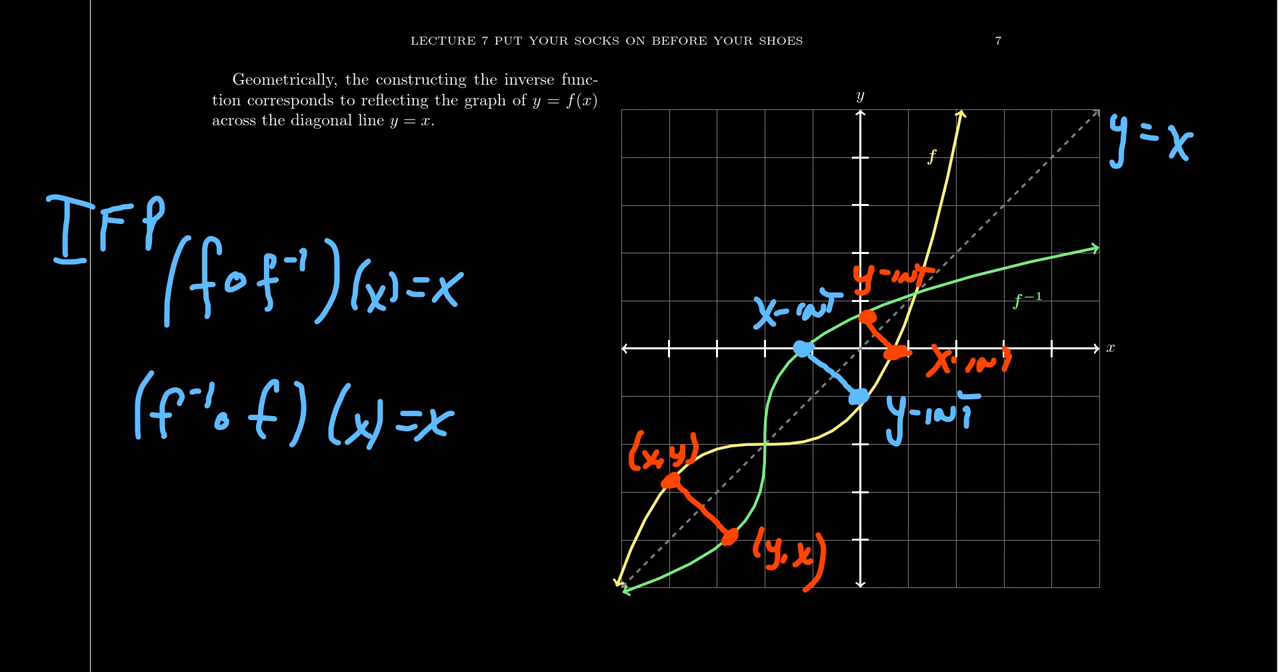 LECTURE 7 PUT YOUR SOCKS ON BEFORE YOUR SHOES 7
Geometrically, the constructing the inverse func-
tion corresponds to reflecting the graph of y = f(x)
across the diagonal line y = x.
IFP
(f∘f⁻¹)(x)=x
(f⁻¹∘f)(x)=x
y
f
y=x
y-int
x-int
f⁻¹
x
x-int
y-int
(x,y)
(y,x)